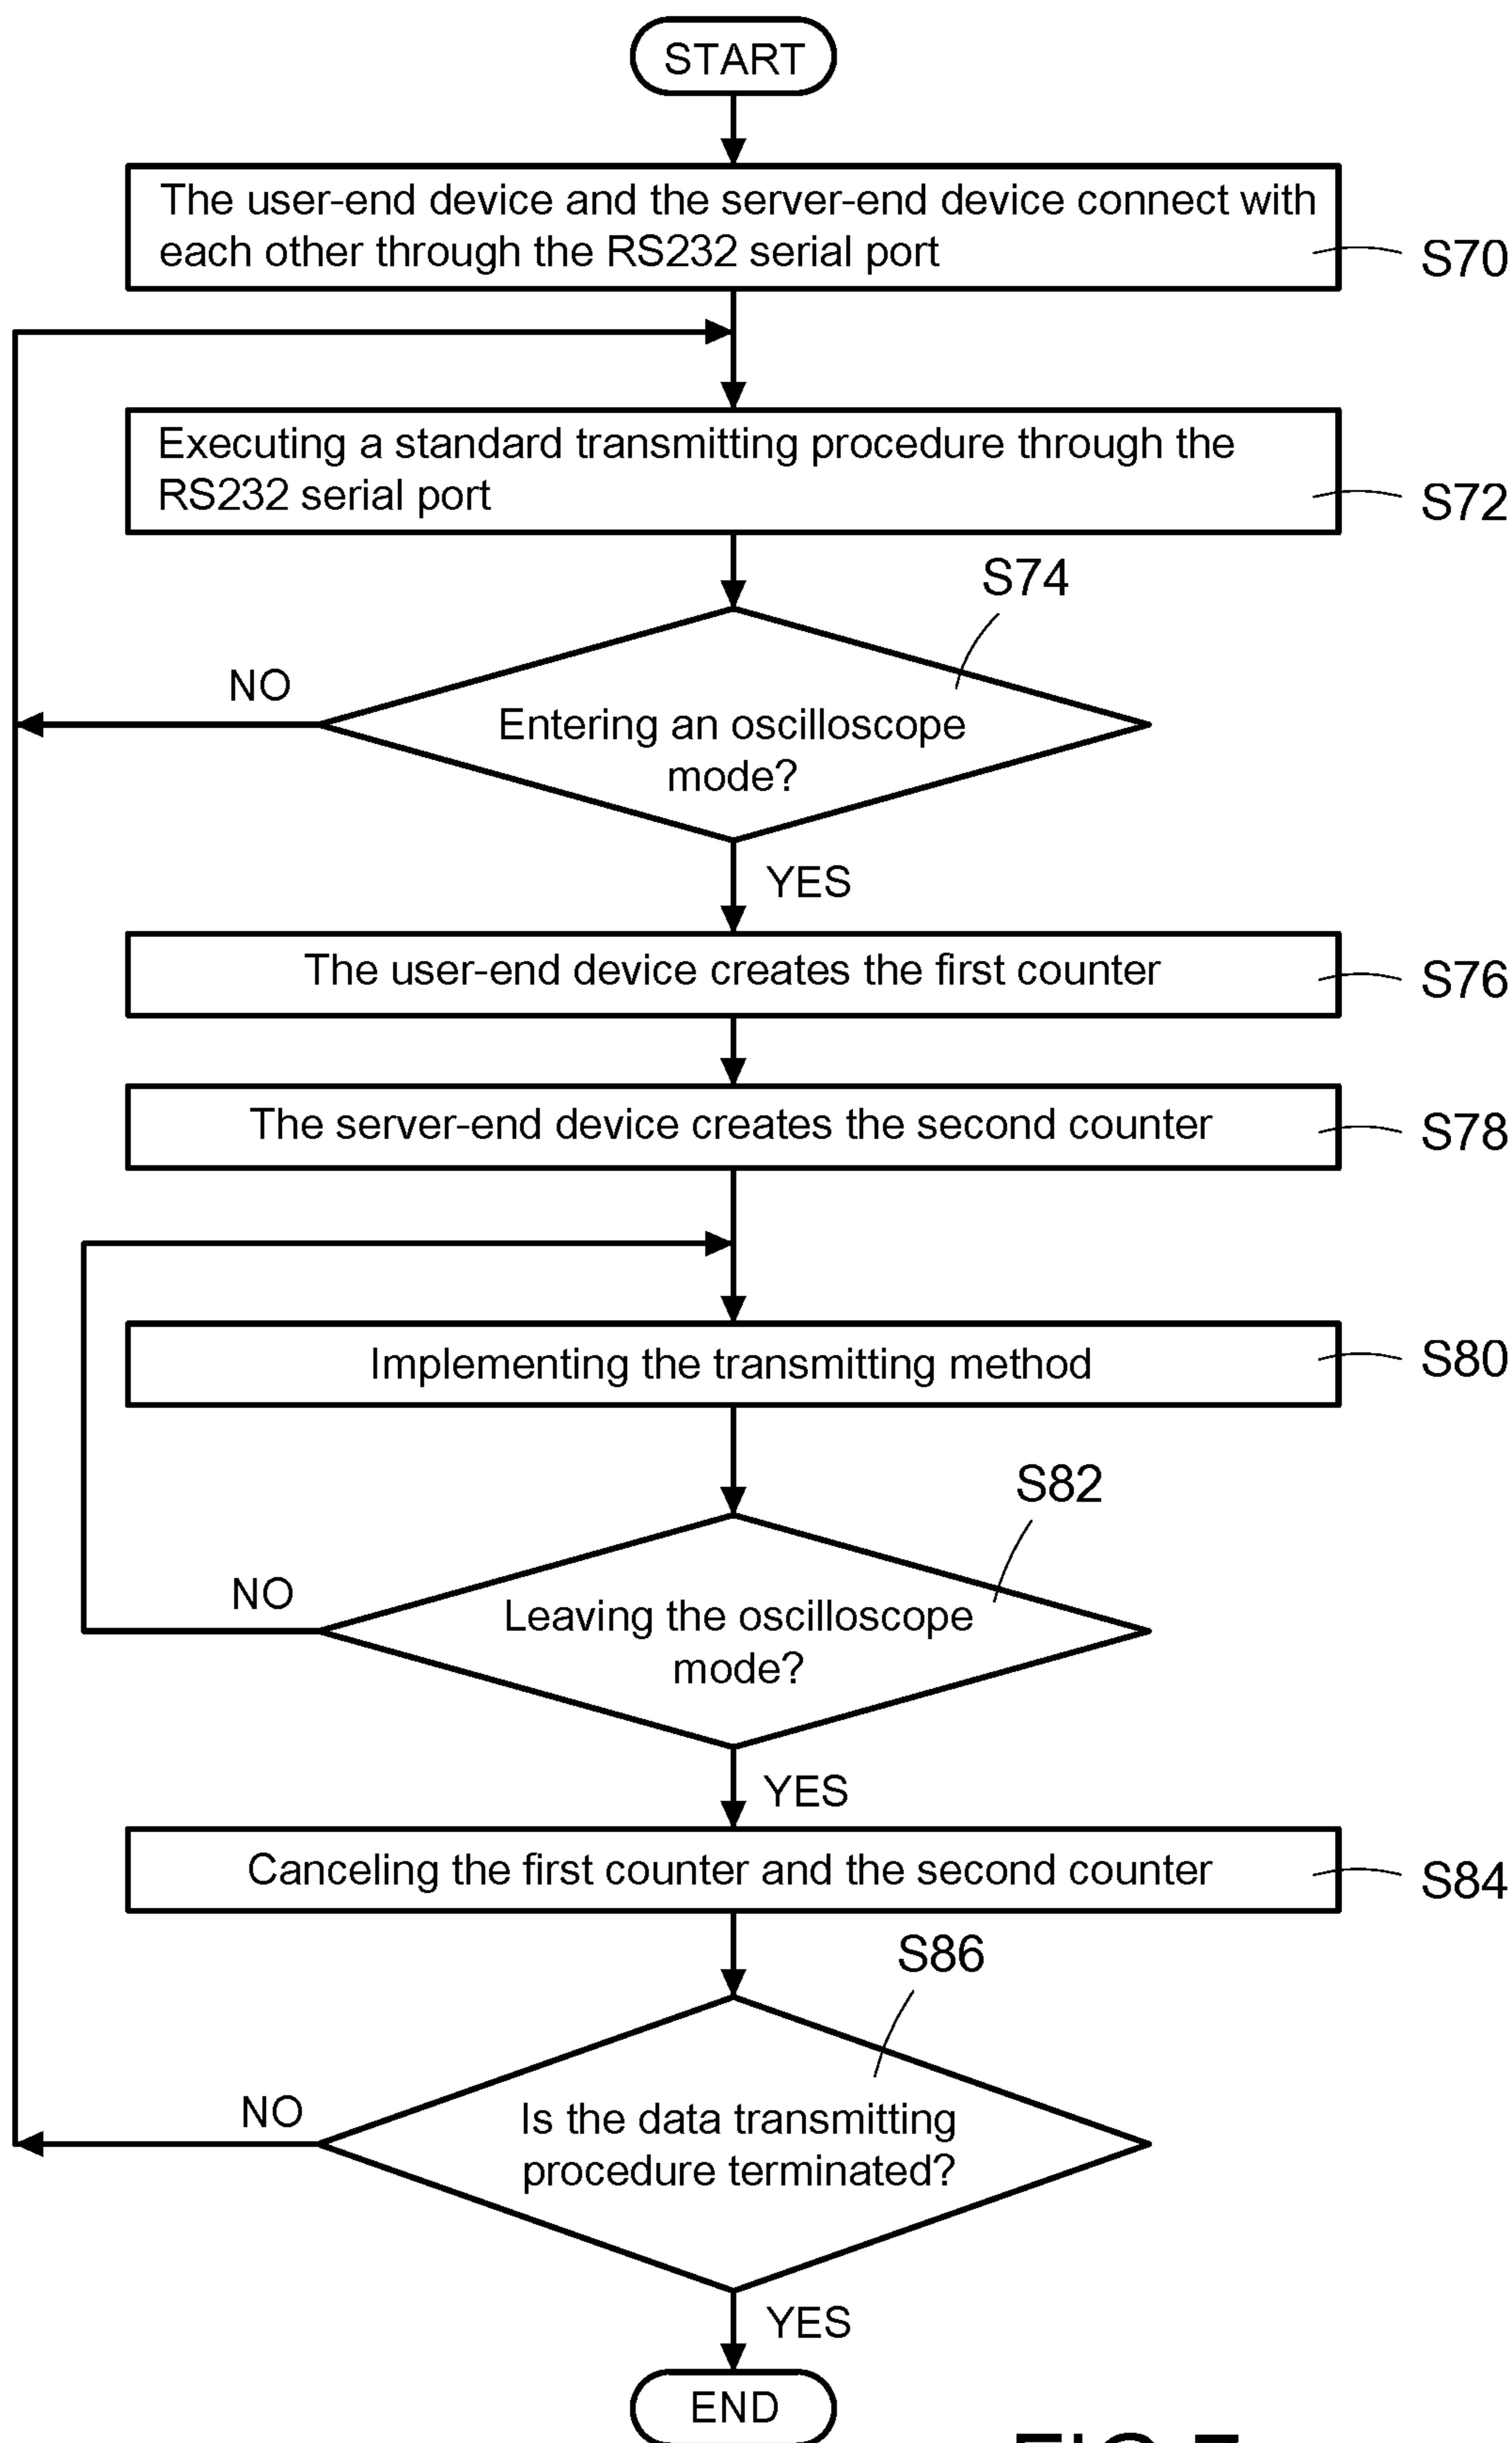 START
The user-end device and the server-end device connect with
each other through the RS232 serial port
S70
Executing a standard transmitting procedure through the
RS232 serial port
S72
S74
NO
Entering an oscilloscope
mode?
YES
The user-end device creates the first counter
S76
The server-end device creates the second counter
S78
Implementing the transmitting method
S80
S82
NO
Leaving the oscilloscope
mode?
YES
Canceling the first counter and the second counter
S84
S86
NO
Is the data transmitting
procedure terminated?
YES
END